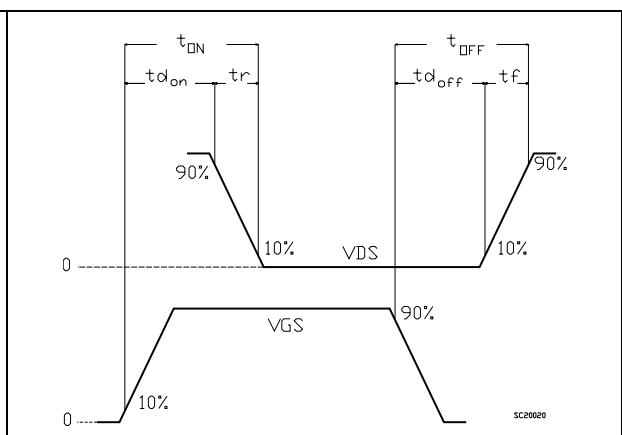 tON tOFF
tdon tr tdoff tf
90% 90%
10% 10%
0 VDS
VGS 90%
10%
0
SC20020